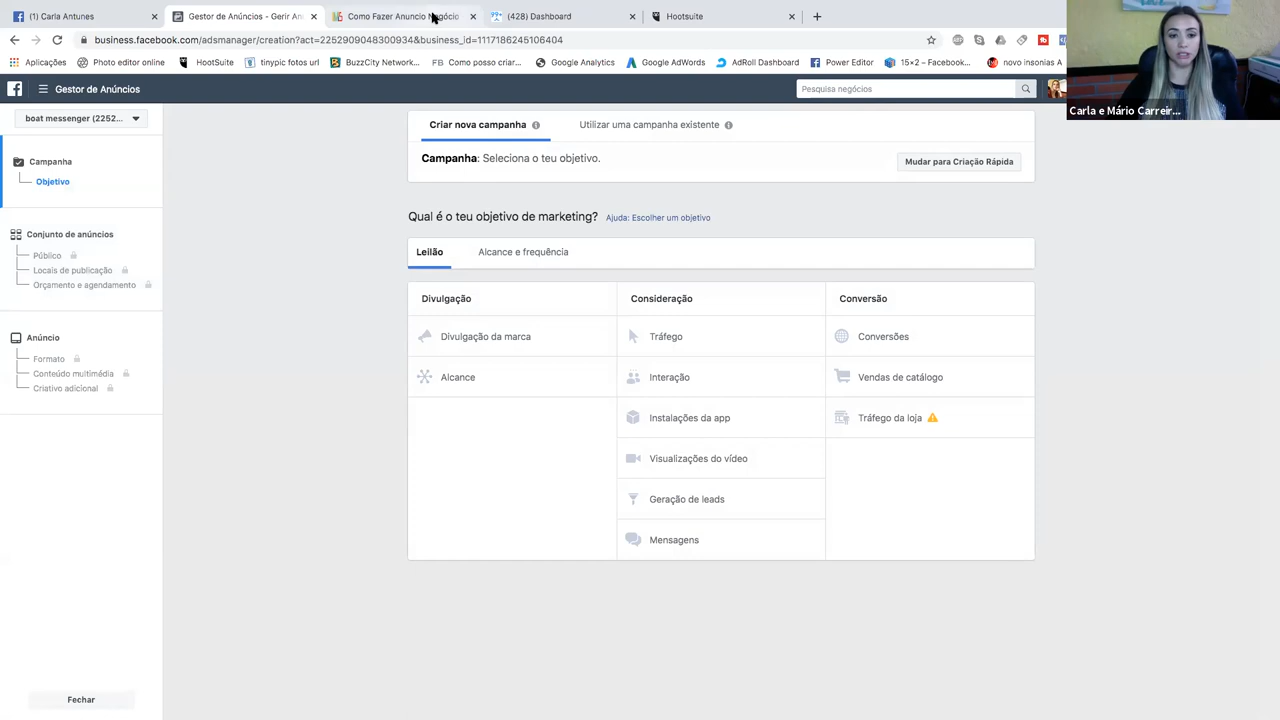 (1) Carla Antunes
Gestor de Anúncios - Gerir An
Como Fazer Anuncio Negócio
(428) Dashboard
Hootsuite
business.facebook.com/adsmanager/creation?act=2252909048300934&business_id=1117186245106404
Aplicações
Photo editor online
HootSuite
tinypic fotos url
BuzzCity Network...
FB Como posso criar...
Google Analytics
Google AdWords
AdRoll Dashboard
Power Editor
15×2 – Facebook...
novo insonias A
Carla e Mário Carreir...
Gestor de Anúncios
Pesquisa negócios
boat messenger (2252...
Campanha
Objetivo
Conjunto de anúncios
Público
Locais de publicação
Orçamento e agendamento
Anúncio
Formato
Conteúdo multimédia
Criativo adicional
Fechar
Criar nova campanha
Utilizar uma campanha existente
Campanha: Seleciona o teu objetivo.
Mudar para Criação Rápida
Qual é o teu objetivo de marketing?
Ajuda: Escolher um objetivo
Leilão
Alcance e frequência
Divulgação
Consideração
Conversão
Divulgação da marca
Tráfego
Conversões
Alcance
Interação
Vendas de catálogo
Instalações da app
Tráfego da loja
Visualizações do vídeo
Geração de leads
Mensagens